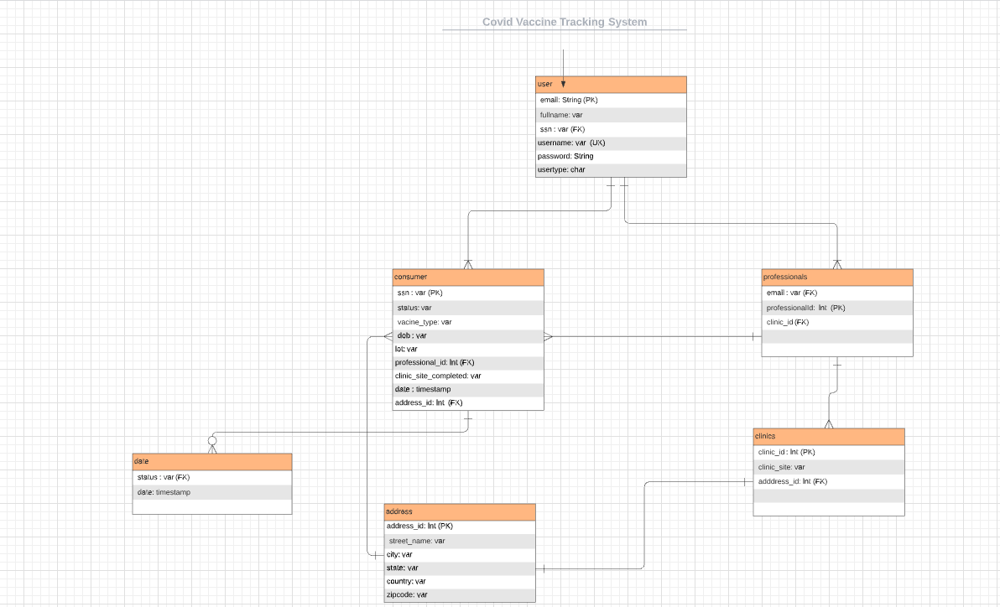 Covid Vaccine Tracking System
user
email: String (PK)
fullname: var
ssn : var (FK)
username: var (UK)
password: String
usertype: char
consumer
ssn : var (PK)
status: var
vacine_type: var
dob : var
lot: var
professional_id: Int (FK)
clinic_site_completed: var
date : timestamp
address_id: Int (FK)
professionals
email : var (FK)
professionalId: Int (PK)
clinic_id (FK)
date
status : var (FK)
date: timestamp
clinics
clinic_id : Int (PK)
clinic_site: var
adddress_id: Int (FK)
address
address_id: Int (PK)
street_name: var
city: var
state: var
country: var
zipcode: var